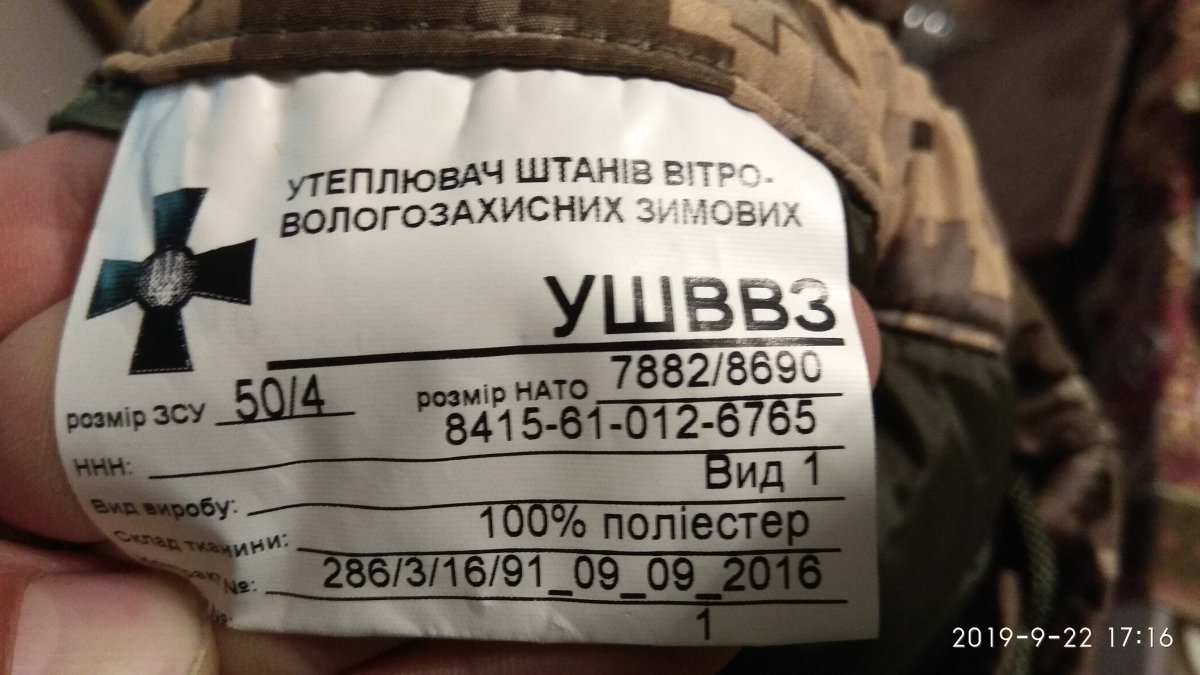 УТЕПЛЮВАЧ ШТАНІВ ВІТРО-
ВОЛОГОЗАХИСНИХ ЗИМОВИХ
УШВВЗ
розмір ЗСУ 50/4 розмір НАТО 7882/8690
ННН: 8415-61-012-6765
Вид виробу: Вид 1
Склад тканини: 100% поліестер
№: 286/3/16/91_09_09_2016
1
2019-9-22 17:16